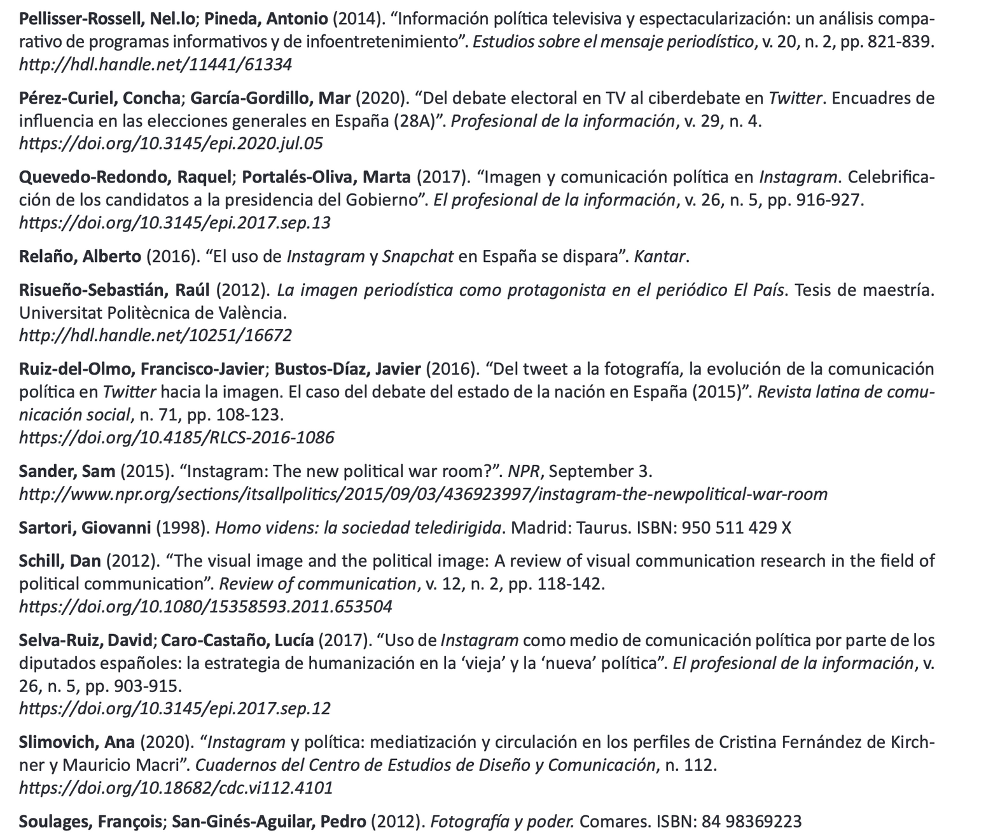 Pellisser-Rossell, Nel.lo; Pineda, Antonio (2014). “Información política televisiva y espectacularización: un análisis compa-
rativo de programas informativos y de infoentretenimiento”. Estudios sobre el mensaje periodístico, v. 20, n. 2, pp. 821-839.
http://hdl.handle.net/11441/61334
Pérez-Curiel, Concha; García-Gordillo, Mar (2020). “Del debate electoral en TV al ciberdebate en Twitter. Encuadres de
influencia en las elecciones generales en España (28A)”. Profesional de la información, v. 29, n. 4.
https://doi.org/10.3145/epi.2020.jul.05
Quevedo-Redondo, Raquel; Portalés-Oliva, Marta (2017). “Imagen y comunicación política en Instagram. Celebrifica-
ción de los candidatos a la presidencia del Gobierno”. El profesional de la información, v. 26, n. 5, pp. 916-927.
https://doi.org/10.3145/epi.2017.sep.13
Relaño, Alberto (2016). “El uso de Instagram y Snapchat en España se dispara”. Kantar.
Risueño-Sebastián, Raúl (2012). La imagen periodística como protagonista en el periódico El País. Tesis de maestría.
Universitat Politècnica de València.
http://hdl.handle.net/10251/16672
Ruiz-del-Olmo, Francisco-Javier; Bustos-Díaz, Javier (2016). “Del tweet a la fotografía, la evolución de la comunicación
política en Twitter hacia la imagen. El caso del debate del estado de la nación en España (2015)”. Revista latina de comu-
nicación social, n. 71, pp. 108-123.
https://doi.org/10.4185/RLCS-2016-1086
Sander, Sam (2015). “Instagram: The new political war room?”. NPR, September 3.
http://www.npr.org/sections/itsallpolitics/2015/09/03/436923997/instagram-the-newpolitical-war-room
Sartori, Giovanni (1998). Homo videns: la sociedad teledirigida. Madrid: Taurus. ISBN: 950 511 429 X
Schill, Dan (2012). “The visual image and the political image: A review of visual communication research in the field of
political communication”. Review of communication, v. 12, n. 2, pp. 118-142.
https://doi.org/10.1080/15358593.2011.653504
Selva-Ruiz, David; Caro-Castaño, Lucía (2017). “Uso de Instagram como medio de comunicación política por parte de los
diputados españoles: la estrategia de humanización en la ‘vieja’ y la ‘nueva’ política”. El profesional de la información, v.
26, n. 5, pp. 903-915.
https://doi.org/10.3145/epi.2017.sep.12
Slimovich, Ana (2020). “Instagram y política: mediatización y circulación en los perfiles de Cristina Fernández de Kirch-
ner y Mauricio Macri”. Cuadernos del Centro de Estudios de Diseño y Comunicación, n. 112.
https://doi.org/10.18682/cdc.vi112.4101
Soulages, François; San-Ginés-Aguilar, Pedro (2012). Fotografía y poder. Comares. ISBN: 84 98369223